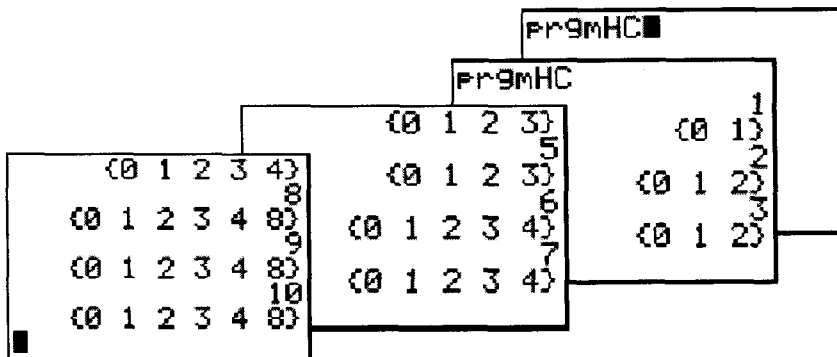 prgmHC
prgmHC
1
{0 1}
2
{0 1 2}
3
{0 1 2}
{0 1 2 3}
5
{0 1 2 3}
6
{0 1 2 3 4}
7
{0 1 2 3 4}
{0 1 2 3 4}
8
{0 1 2 3 4 8}
9
{0 1 2 3 4 8}
10
{0 1 2 3 4 8}